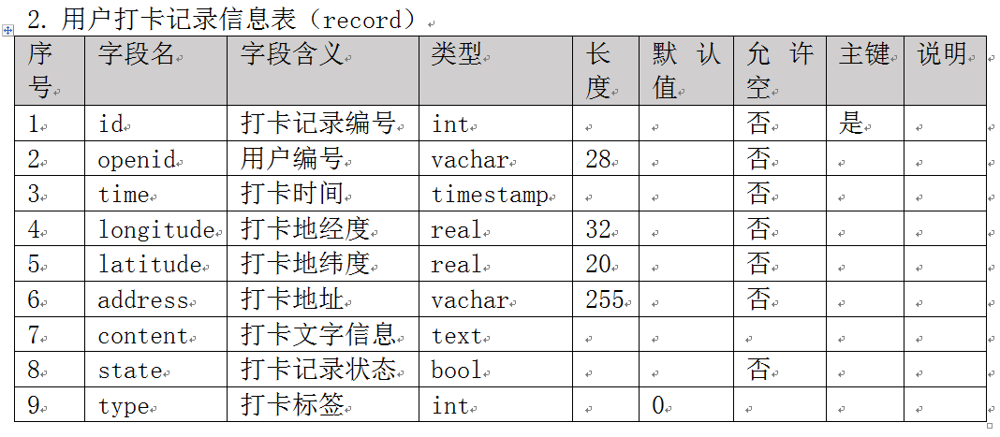 2. 用户打卡记录信息表（record）
序号 字段名 字段含义 类型 长度 默认值 允许空 主键 说明
1 id 打卡记录编号 int 否 是
2 openid 用户编号 vachar 28 否
3 time 打卡时间 timestamp 否
4 longitude 打卡地经度 real 32 否
5 latitude 打卡地纬度 real 20 否
6 address 打卡地址 vachar 255 否
7 content 打卡文字信息 text
8 state 打卡记录状态 bool 否
9 type 打卡标签 int 0